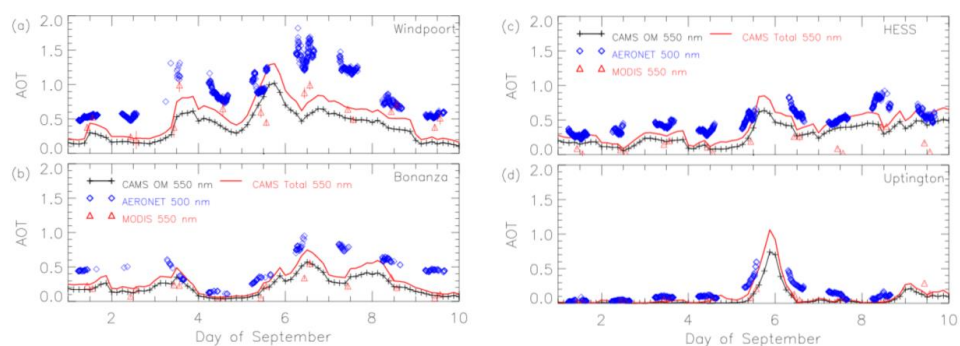 (a)
Windpoort
2.0
1.5
1.0
0.5
0.0
AOT
(b)
Bonanza
CAMS OM 550 nm
CAMS Total 550 nm
AERONET 500 nm
MODIS 550 nm
2.0
1.5
1.0
0.5
0.0
AOT
2 4 6 8 10
Day of September
(c)
HESS
CAMS OM 550 nm
CAMS Total 550 nm
AERONET 500 nm
MODIS 550 nm
2.0
1.5
1.0
0.5
0.0
AOT
(d)
Uptington
2.0
1.5
1.0
0.5
0.0
AOT
2 4 6 8 10
Day of September